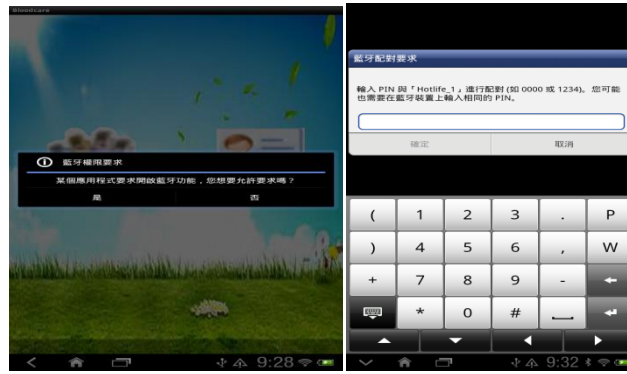 Bloodcare
藍牙權限要求
某個應用程式要求開啟藍牙功能，您想要允許要求嗎？
是
否
9:28
藍牙配對要求
輸入 PIN 與「Hotlife_1」進行配對 (如 0000 或 1234)。您可能
也需要在藍牙裝置上輸入相同的 PIN。
確定
取消
( 1 2 3 . P
) 4 5 6 , W
+ 7 8 9 -
* 0 #
9:32